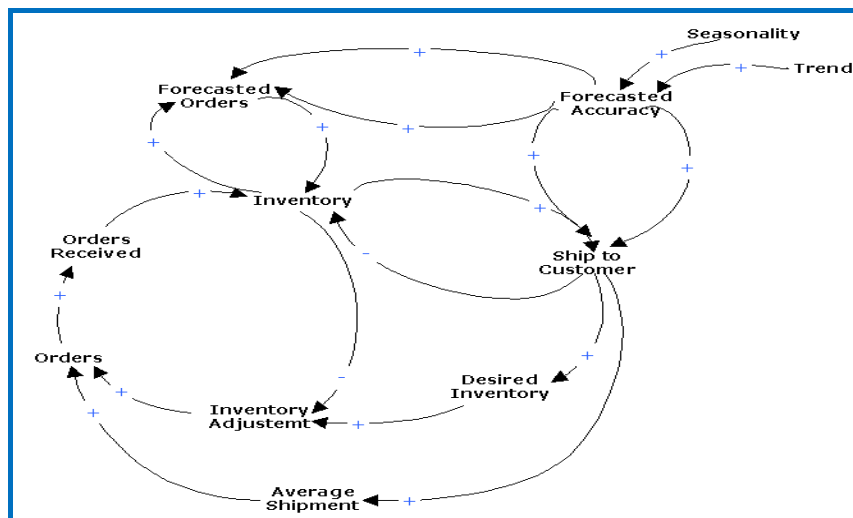 Seasonality
+
+
Trend
+
Forecasted
Orders
Forecasted
Accuracy
+
+
+
+
+
+
Inventory
+
Orders
Received
-
Ship to
Customer
+
Orders
+
-
Desired
Inventory
+
Inventory
Adjustemt
+
+
Average
Shipment
+